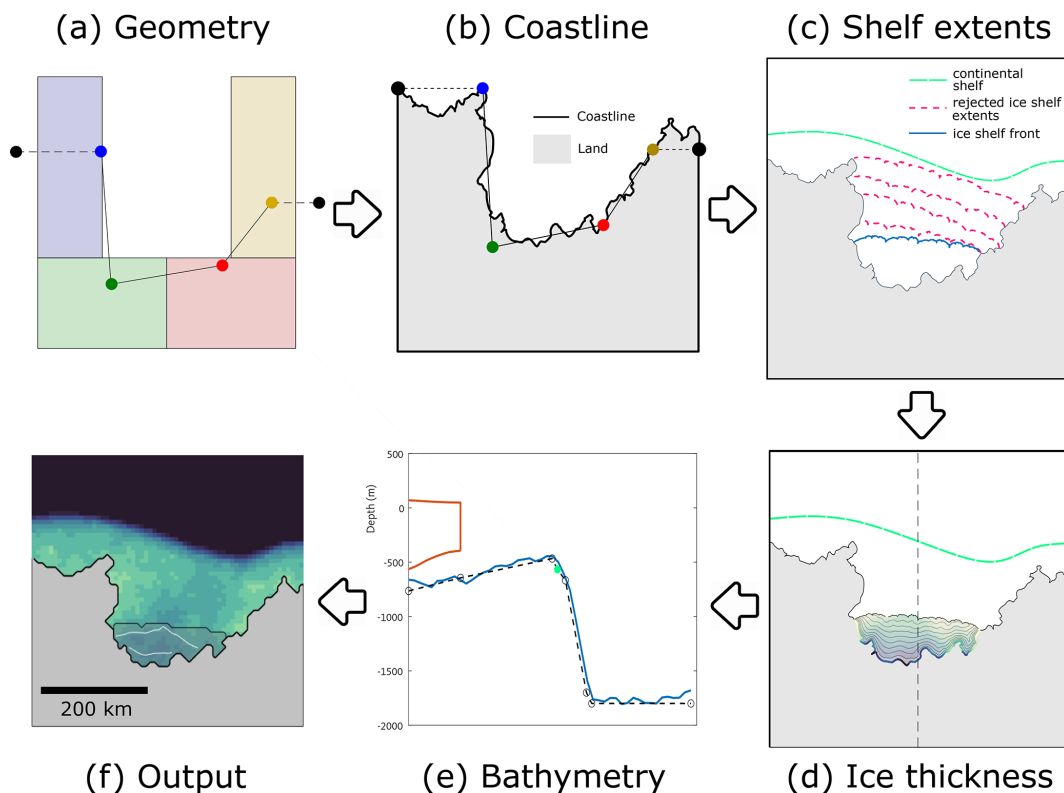 (a) Geometry
(b) Coastline
(c) Shelf extents
Coastline
Land
continental
shelf
rejected ice shelf
extents
ice shelf front
Depth (m)
500
0
-500
-1000
-1500
-2000
200 km
(f) Output
(e) Bathymetry
(d) Ice thickness